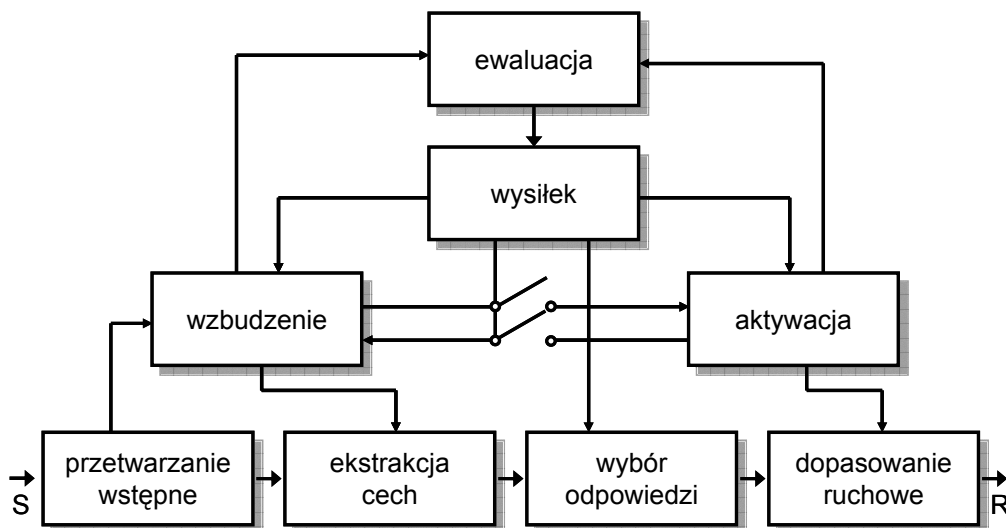 ewaluacja
wysiłek
wzbudzenie
aktywacja
przetwarzanie
wstępne
ekstrakcja
cech
wybór
odpowiedzi
dopasowanie
ruchowe
S
R